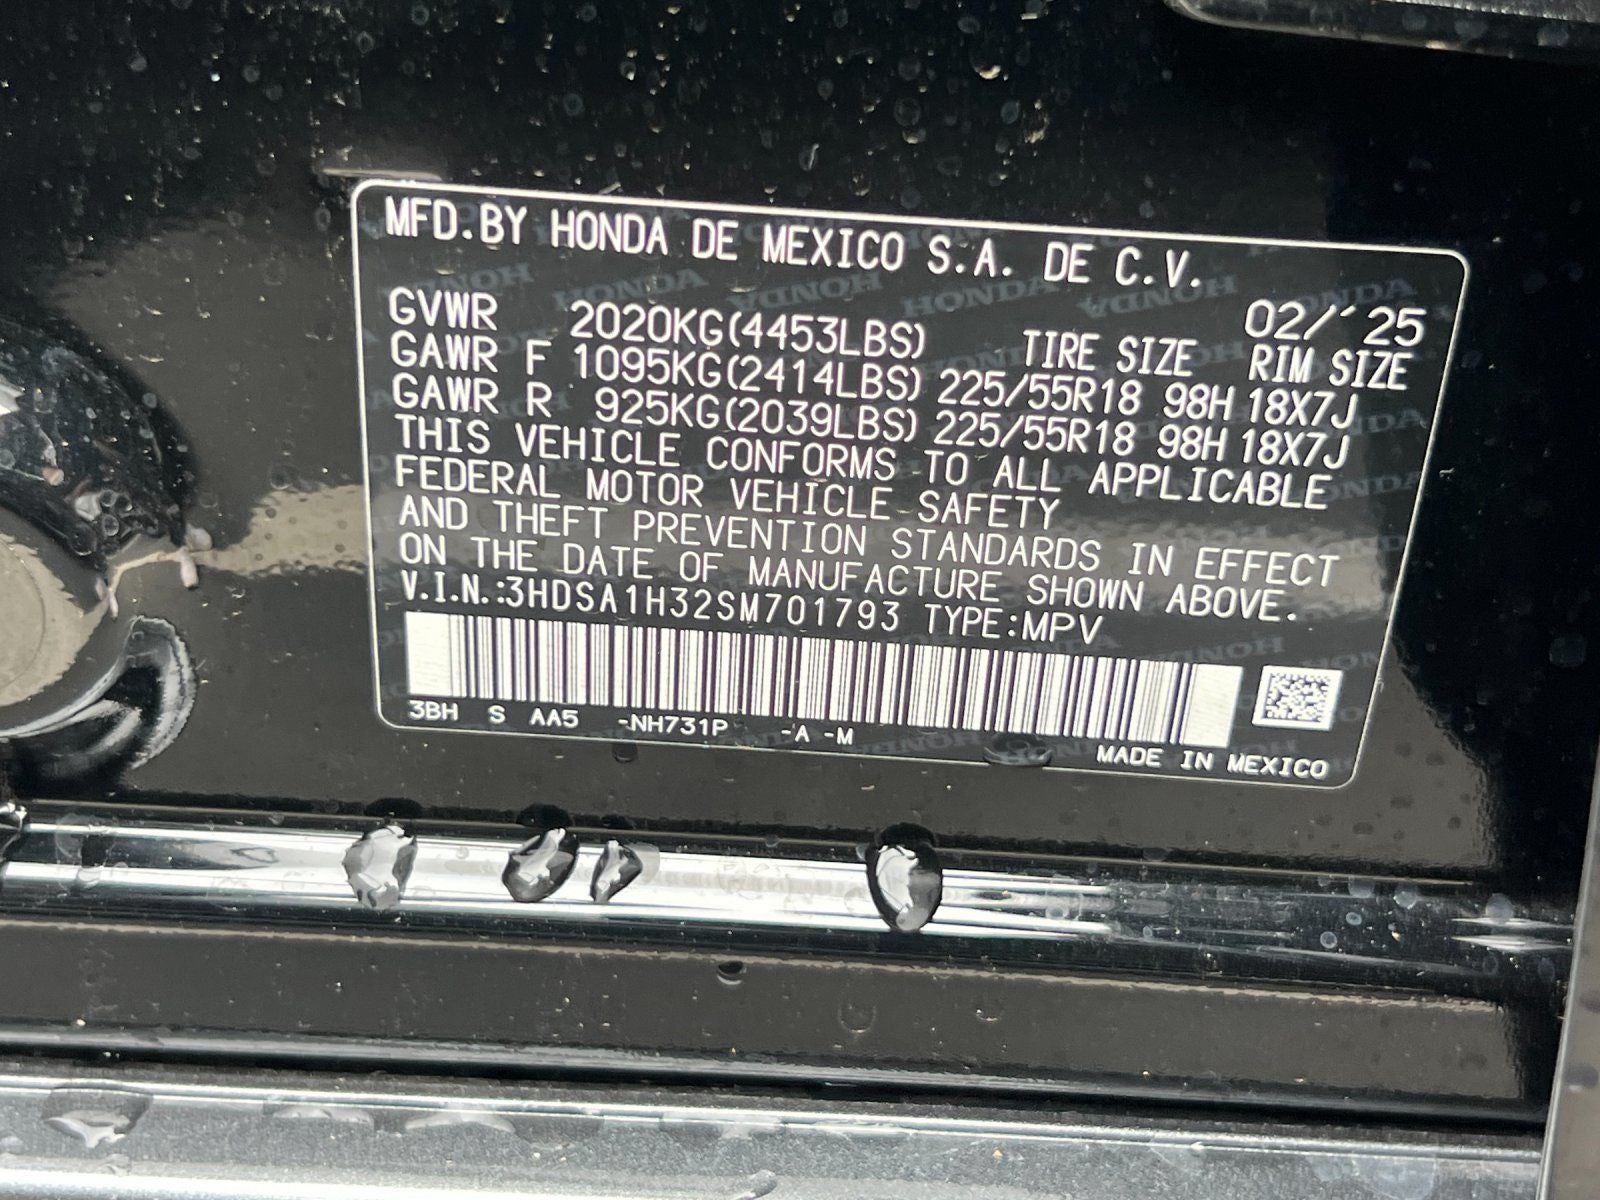 MFD.BY HONDA DE MEXICO S.A. DE C.V.
02/'25
GVWR 2020KG(4453LBS) TIRE SIZE RIM SIZE
GAWR F 1095KG(2414LBS) 225/55R18 98H 18X7J
GAWR R 925KG(2039LBS) 225/55R18 98H 18X7J
THIS VEHICLE CONFORMS TO ALL APPLICABLE
FEDERAL MOTOR VEHICLE SAFETY
AND THEFT PREVENTION STANDARDS IN EFFECT
ON THE DATE OF MANUFACTURE SHOWN ABOVE.
V.I.N.:3HDSA1H32SM701793 TYPE:MPV
3BH S AA5 -NH731P -A -M
MADE IN MEXICO